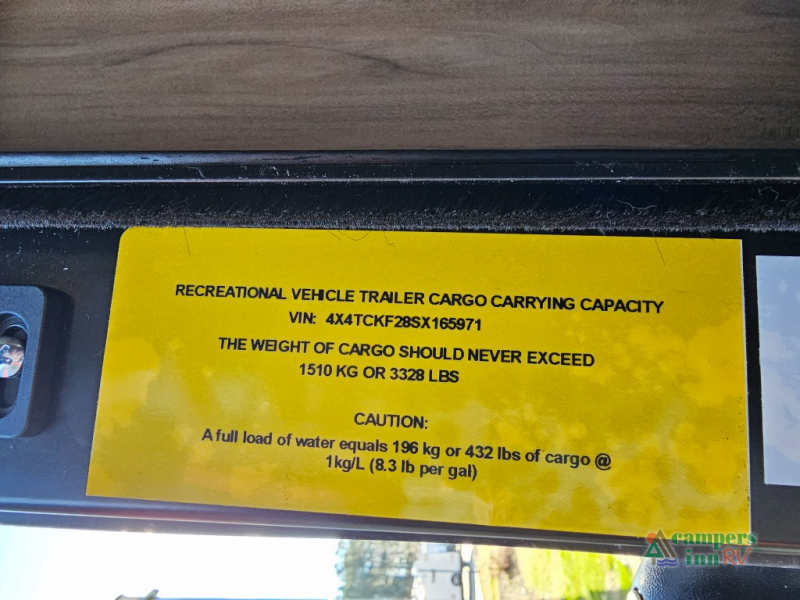 RECREATIONAL VEHICLE TRAILER CARGO CARRYING CAPACITY
VIN: 4X4TCKF28SX165971
THE WEIGHT OF CARGO SHOULD NEVER EXCEED
1510 KG OR 3328 LBS
CAUTION:
A full load of water equals 196 kg or 432 lbs of cargo @
1kg/L (8.3 lb per gal)
campers
inn RV